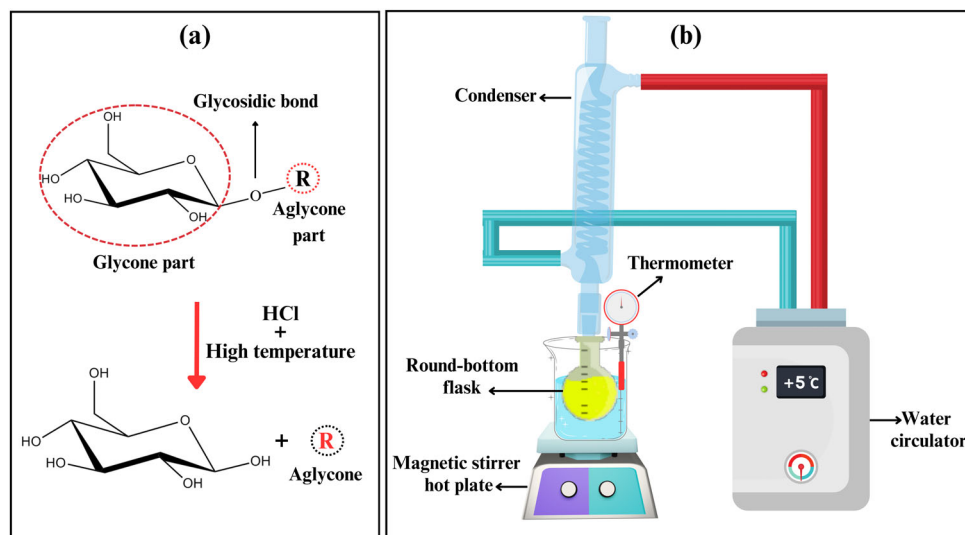 (a)
Glycosidic bond
OH
O
HO
HO
OH
O
R
Aglycone
part
Glycone part
HCl
+
High temperature
OH
O
HO
HO
OH
OH
+
R
Aglycone
(b)
Condenser
Thermometer
Round-bottom
flask
+5°C
Water
circulator
Magnetic stirrer
hot plate